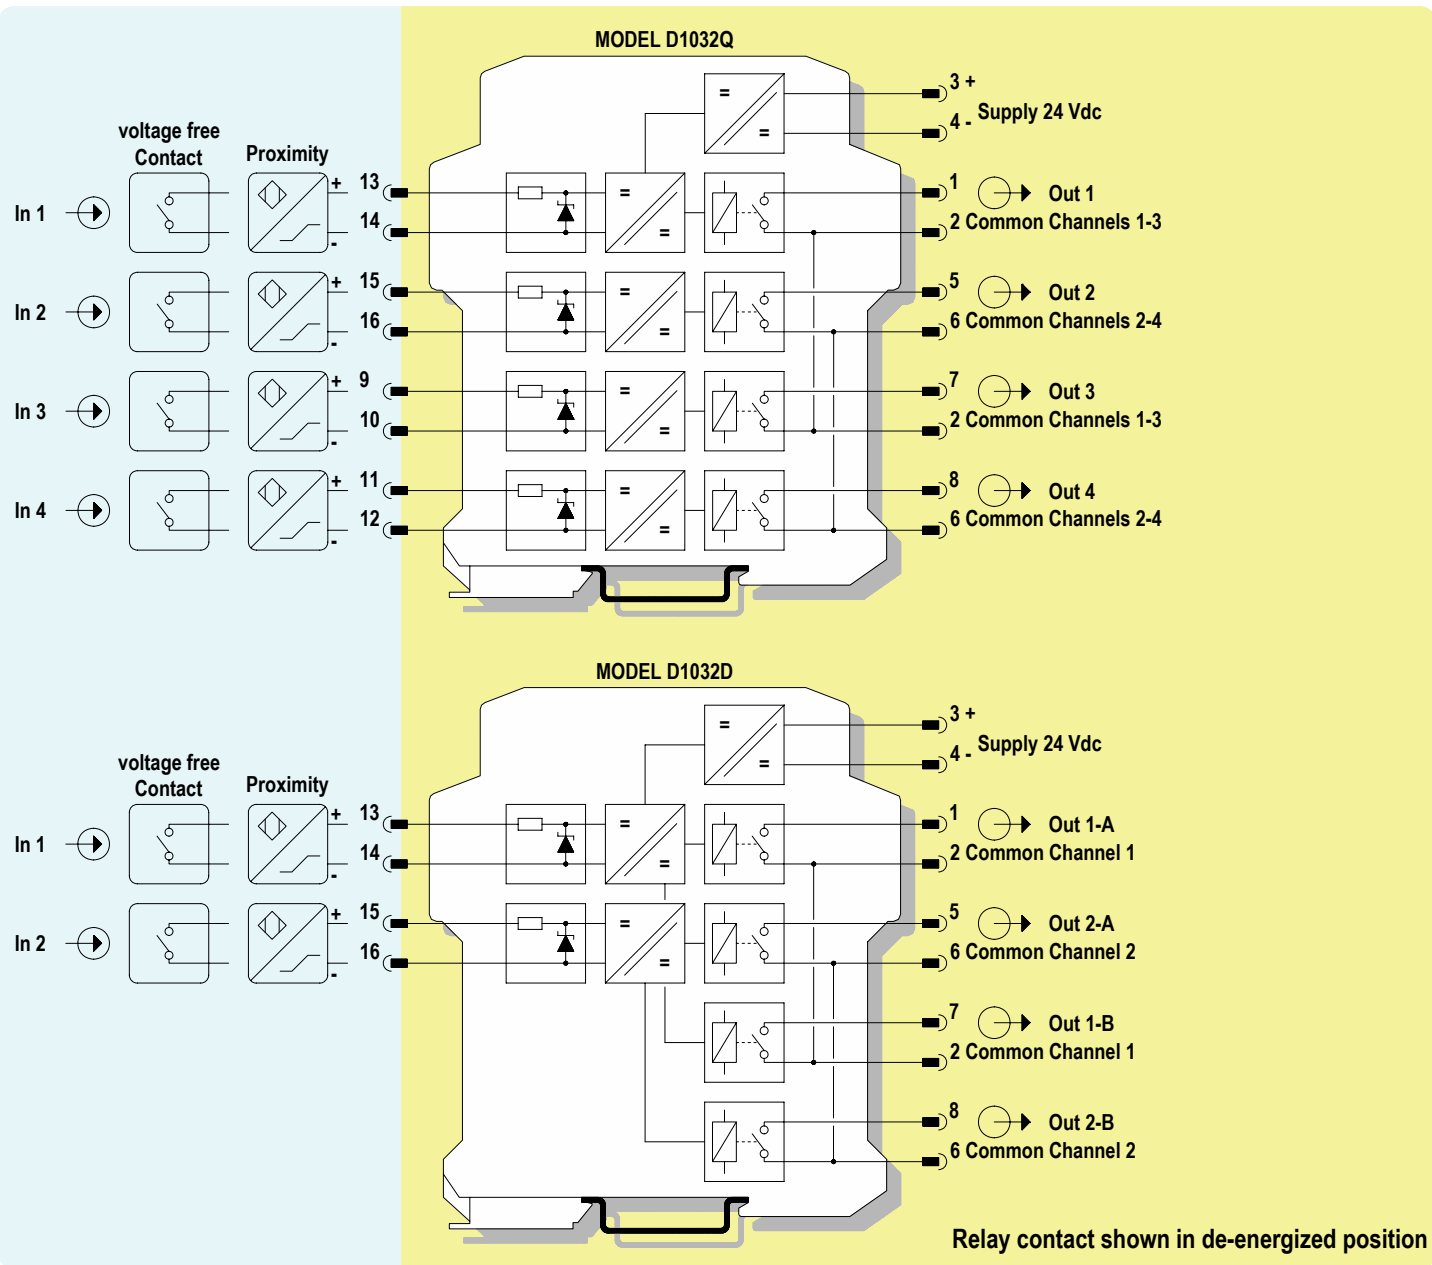 MODEL D1032Q
3 +
Supply 24 Vdc
4 -
voltage free
Contact
Proximity
In 1
+
-
13
14
=
=
=
=
1
Out 1
2 Common Channels 1-3
In 2
+
-
15
16
=
=
5
Out 2
6 Common Channels 2-4
In 3
+
-
9
10
=
=
7
Out 3
2 Common Channels 1-3
In 4
+
-
11
12
=
=
8
Out 4
6 Common Channels 2-4
MODEL D1032D
3 +
Supply 24 Vdc
4 -
voltage free
Contact
Proximity
In 1
+
-
13
14
=
=
=
=
1
Out 1-A
2 Common Channel 1
In 2
+
-
15
16
=
=
5
Out 2-A
6 Common Channel 2
7
Out 1-B
2 Common Channel 1
8
Out 2-B
6 Common Channel 2
Relay contact shown in de-energized position